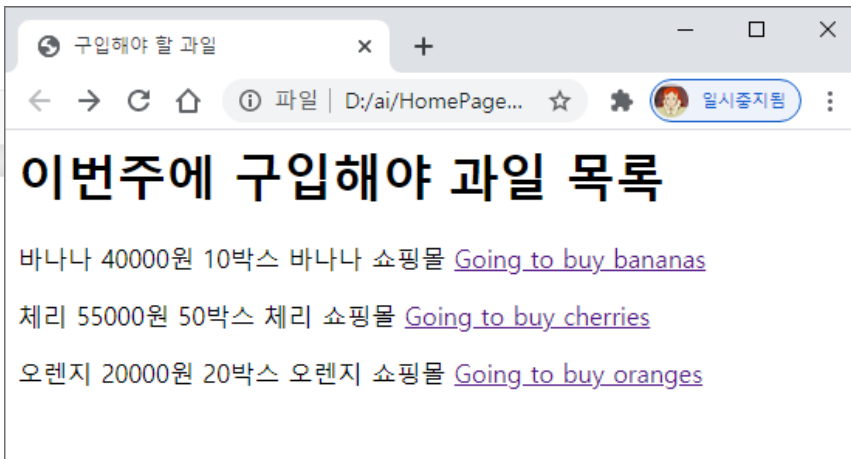 구입해야 할 과일
파일 D:/ai/HomePage... 일시중지됨
이번주에 구입해야 과일 목록
바나나 40000원 10박스 바나나 쇼핑몰 Going to buy bananas
체리 55000원 50박스 체리 쇼핑몰 Going to buy cherries
오렌지 20000원 20박스 오렌지 쇼핑몰 Going to buy oranges